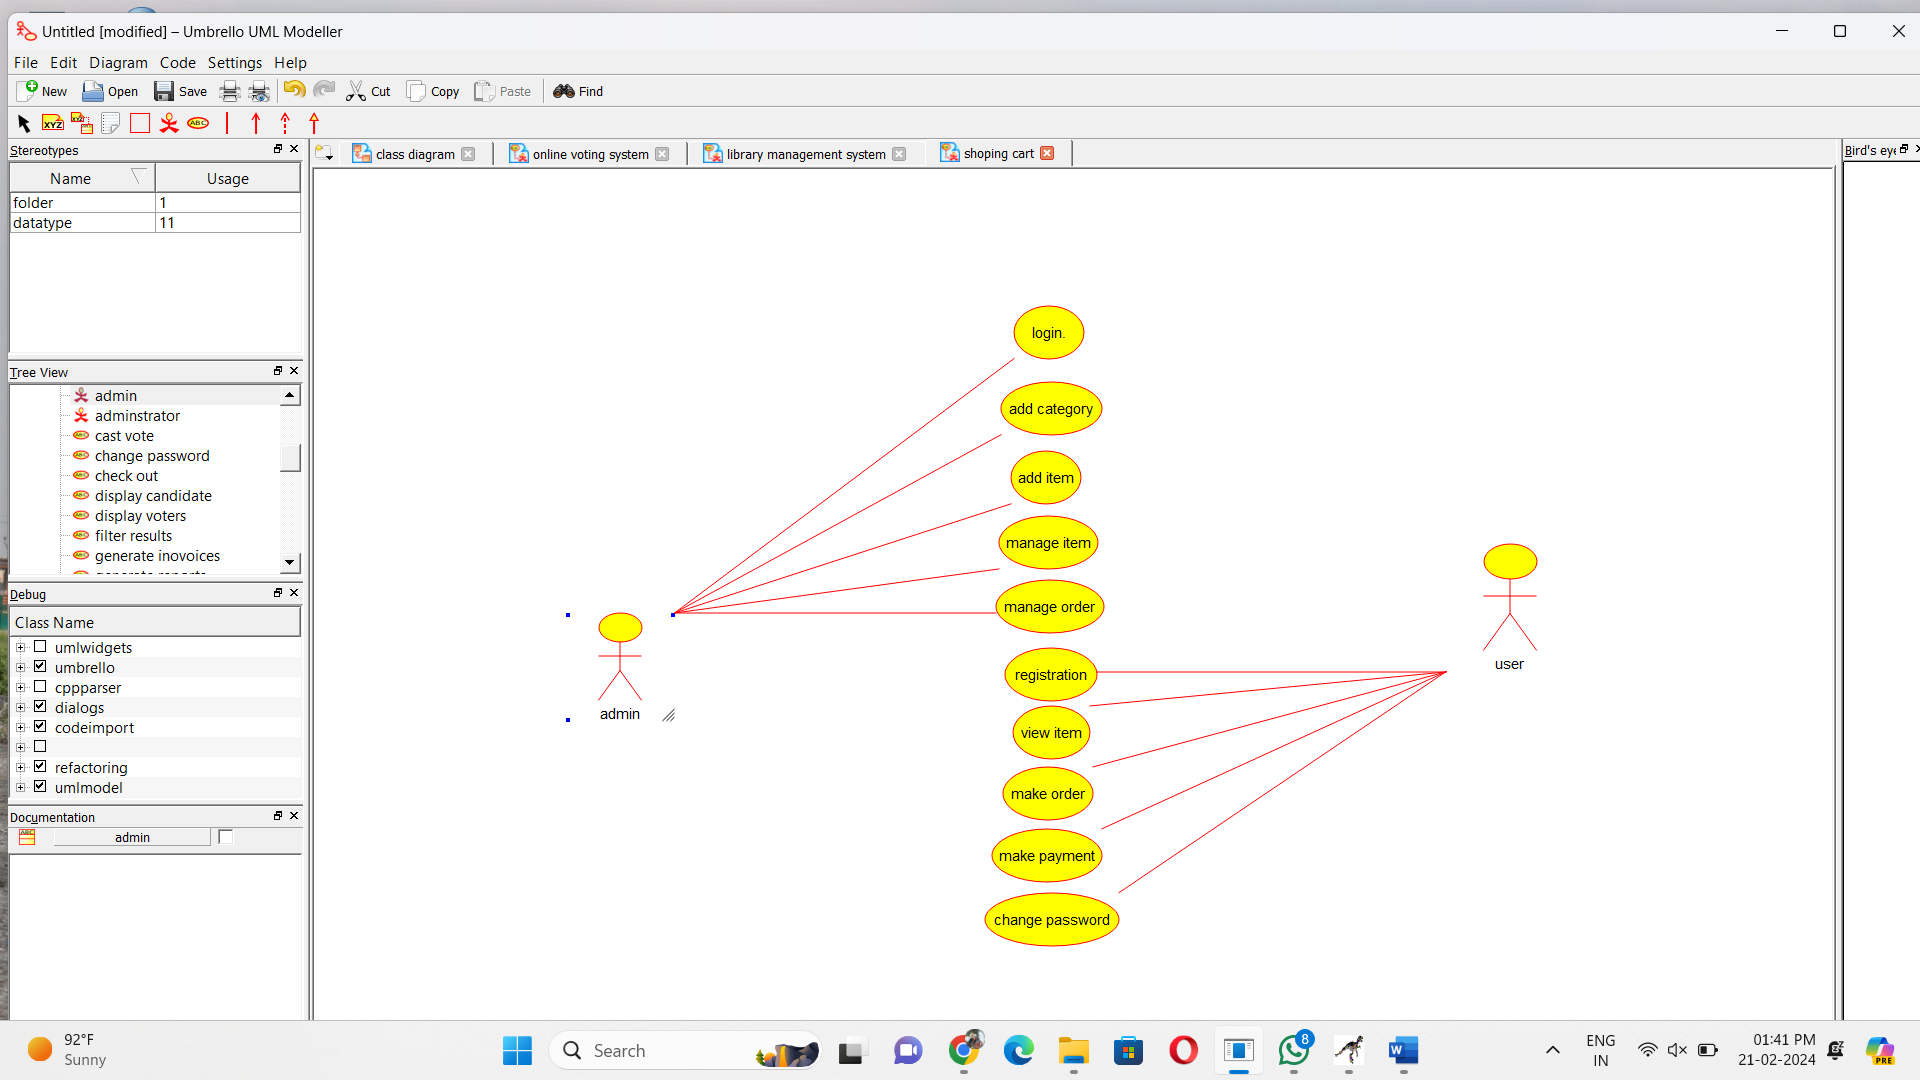 Untitled [modified] – Umbrello UML Modeller
File Edit Diagram Code Settings Help
New Open Save Cut Copy Paste Find
XYZ XYZ ABC
Stereotypes
Name Usage
folder 1
datatype 11
Tree View
admin
adminstrator
cast vote
change password
check out
display candidate
display voters
filter results
generate inovoices
Debug
Class Name
umlwidgets
umbrello
cppparser
dialogs
codeimport
refactoring
umlmodel
Documentation
admin
class diagram
online voting system
library management system
shoping cart
Bird's eye
login.
add category
add item
manage item
manage order
registration
view item
make order
make payment
change password
admin
user
92°F
Sunny
Search
8
W
ENG
IN
01:41 PM
21-02-2024
PRE